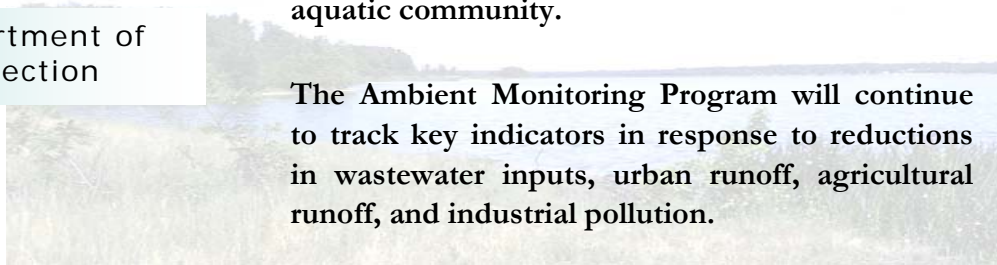 rtment of
ection
aquatic community.
The Ambient Monitoring Program will continue
to track key indicators in response to reductions
in wastewater inputs, urban runoff, agricultural
runoff, and industrial pollution.